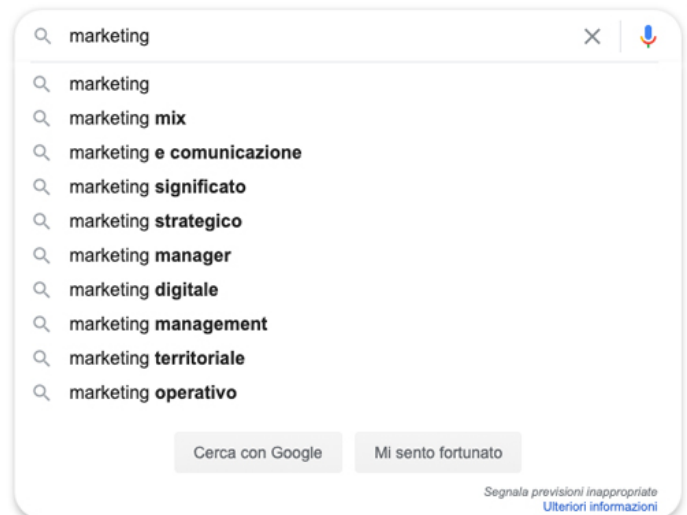 marketing
marketing
marketing mix
marketing e comunicazione
marketing significato
marketing strategico
marketing manager
marketing digitale
marketing management
marketing territoriale
marketing operativo
Cerca con Google
Mi sento fortunato
Segnala previsioni inappropriate
Ulteriori informazioni